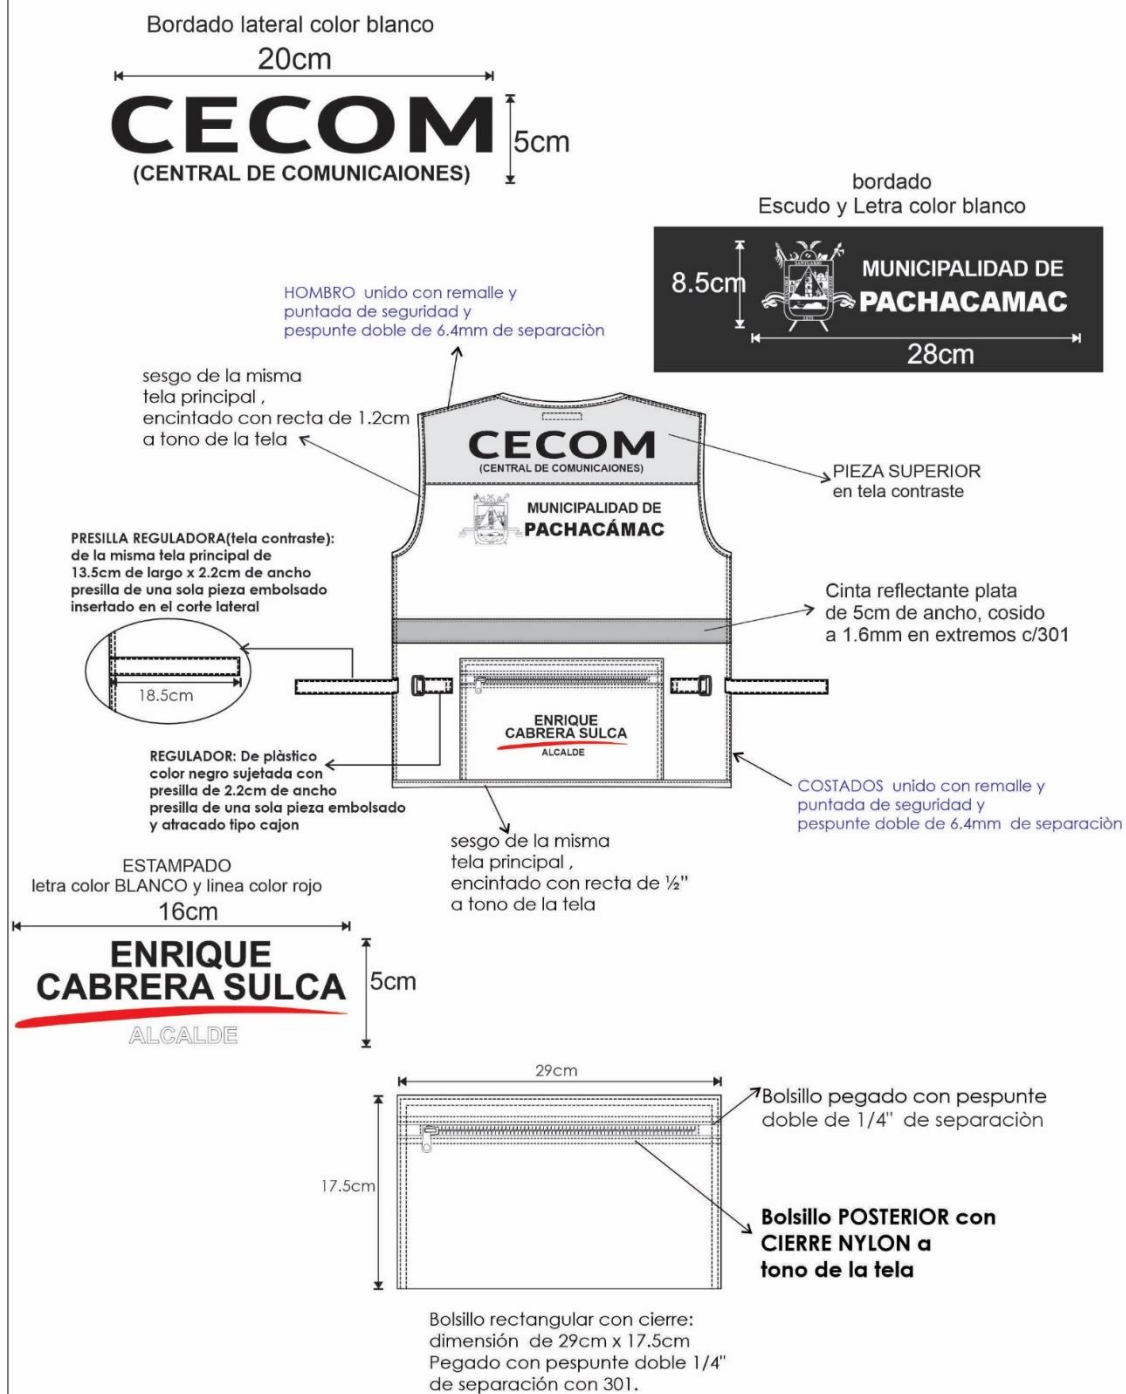 Bordado lateral color blanco
20cm
CECOM
(CENTRAL DE COMUNICAIONES)
5cm
bordado
Escudo y Letra color blanco
8.5cm
MUNICIPALIDAD DE
PACHACAMAC
28cm
HOMBRO unido con remalle y
puntada de seguridad y
pespunte doble de 6.4mm de separaciòn
sesgo de la misma
tela principal ,
encintado con recta de 1.2cm
a tono de la tela
CECOM
(CENTRAL DE COMUNICAIONES)
PIEZA SUPERIOR
en tela contraste
MUNICIPALIDAD DE
PACHACÁMAC
PRESILLA REGULADORA(tela contraste):
de la misma tela principal de
13.5cm de largo x 2.2cm de ancho
presilla de una sola pieza embolsado
insertado en el corte lateral
18.5cm
Cinta reflectante plata
de 5cm de ancho, cosido
a 1.6mm en extremos c/301
ENRIQUE
CABRERA SULCA
ALCALDE
REGULADOR: De plàstico
color negro sujetada con
presilla de 2.2cm de ancho
presilla de una sola pieza embolsado
y atracado tipo cajon
COSTADOS unido con remalle y
puntada de seguridad y
pespunte doble de 6.4mm de separaciòn
sesgo de la misma
tela principal ,
encintado con recta de ½"
a tono de la tela
ESTAMPADO
letra color BLANCO y linea color rojo
16cm
ENRIQUE
CABRERA SULCA
ALCALDE
5cm
29cm
17.5cm
Bolsillo pegado con pespunte
doble de 1/4" de separaciòn
Bolsillo POSTERIOR con
CIERRE NYLON a
tono de la tela
Bolsillo rectangular con cierre:
dimensión de 29cm x 17.5cm
Pegado con pespunte doble 1/4"
de separación con 301.